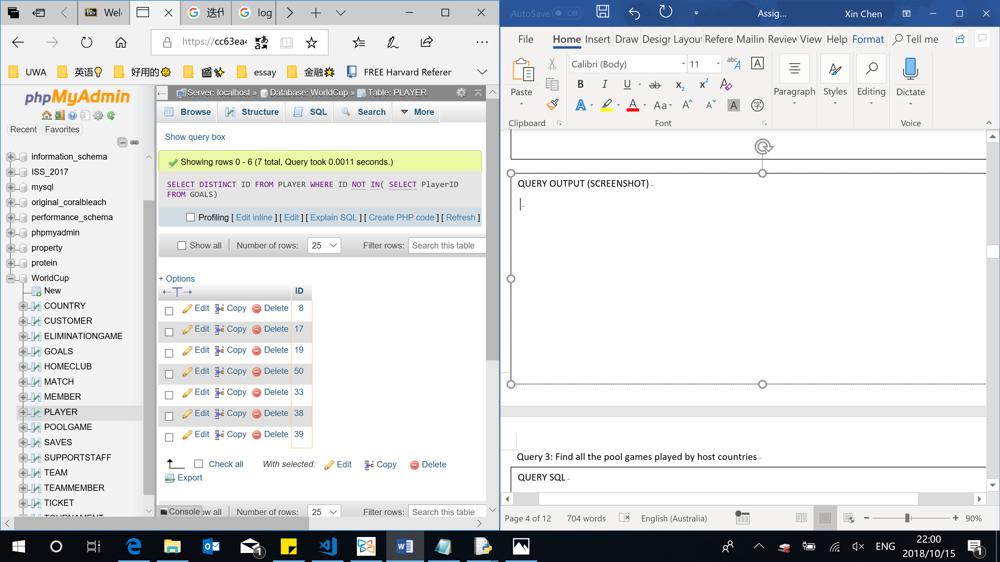 Bb Wel
迭代
log
https://cc63ea4
UWA
英语
好用的
essay
金融
FREE Harvard Referer
phpMyAdmin
Recent
Favorites
information_schema
ISS_2017
mysql
original_coralbleach
performance_schema
phpmyadmin
property
protein
WorldCup
New
COUNTRY
CUSTOMER
ELIMINATIONGAME
GOALS
HOMECLUB
MATCH
MEMBER
PLAYER
POOLGAME
SAVES
SUPPORTSTAFF
TEAM
TEAMMEMBER
TICKET
TOURNAMENT
Server: localhost » Database: WorldCup » Table: PLAYER
Browse Structure SQL Search More
Show query box
Showing rows 0 - 6 (7 total, Query took 0.0011 seconds.)
SELECT DISTINCT ID FROM PLAYER WHERE ID NOT IN( SELECT PlayerID
FROM GOALS)
Profiling [ Edit inline ] [ Edit ] [ Explain SQL ] [ Create PHP code ] [ Refresh ]
Show all Number of rows: 25 Filter rows: Search this table
+ Options
←T→ ID
Edit Copy Delete 8
Edit Copy Delete 17
Edit Copy Delete 19
Edit Copy Delete 50
Edit Copy Delete 33
Edit Copy Delete 38
Edit Copy Delete 39
Check all With selected: Edit Copy Delete
Export
Console ow all Number of rows: 25 Filter rows: Search this table
AutoSave Off Assig... Xin Chen
File Home Insert Draw Design Layout Refere Mailin Review View Help Format Tell me
Calibri (Body) 11
Paste
Clipboard
B I U ab x₂ x² A
Aa A A A 字
Font
Paragraph
Styles
Editing
Dictate
Voice
QUERY OUTPUT (SCREENSHOT)
Query 3: Find all the pool games played by host countries
QUERY SQL
Page 4 of 12 704 words English (Australia) 90%
1
ENG
22:00
2018/10/15
1